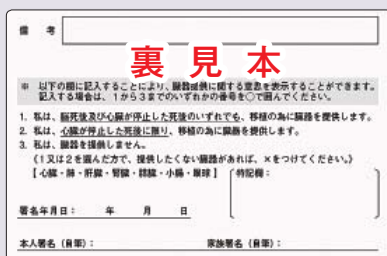 備 考
裏見本
※ 以下の欄に記入することにより、臓器提供に関する意思を表示することができます。
記入する場合は、1から3までのいずれかの番号を○で囲んでください。
1. 私は、脳死後及び心臓が停止した死後のいずれでも、移植の為に臓器を提供します。
2. 私は、心臓が停止した死後に限り、移植の為に臓器を提供します。
3. 私は、臓器を提供しません。
《1又は2を選んだ方で、提供したくない臓器があれば、×をつけてください。》
【心臓・肺・肝臓・腎臓・膵臓・小腸・眼球】 〔特記欄： 〕
署名年月日： 年 月 日
本人署名（自筆）： 家族署名（自筆）：